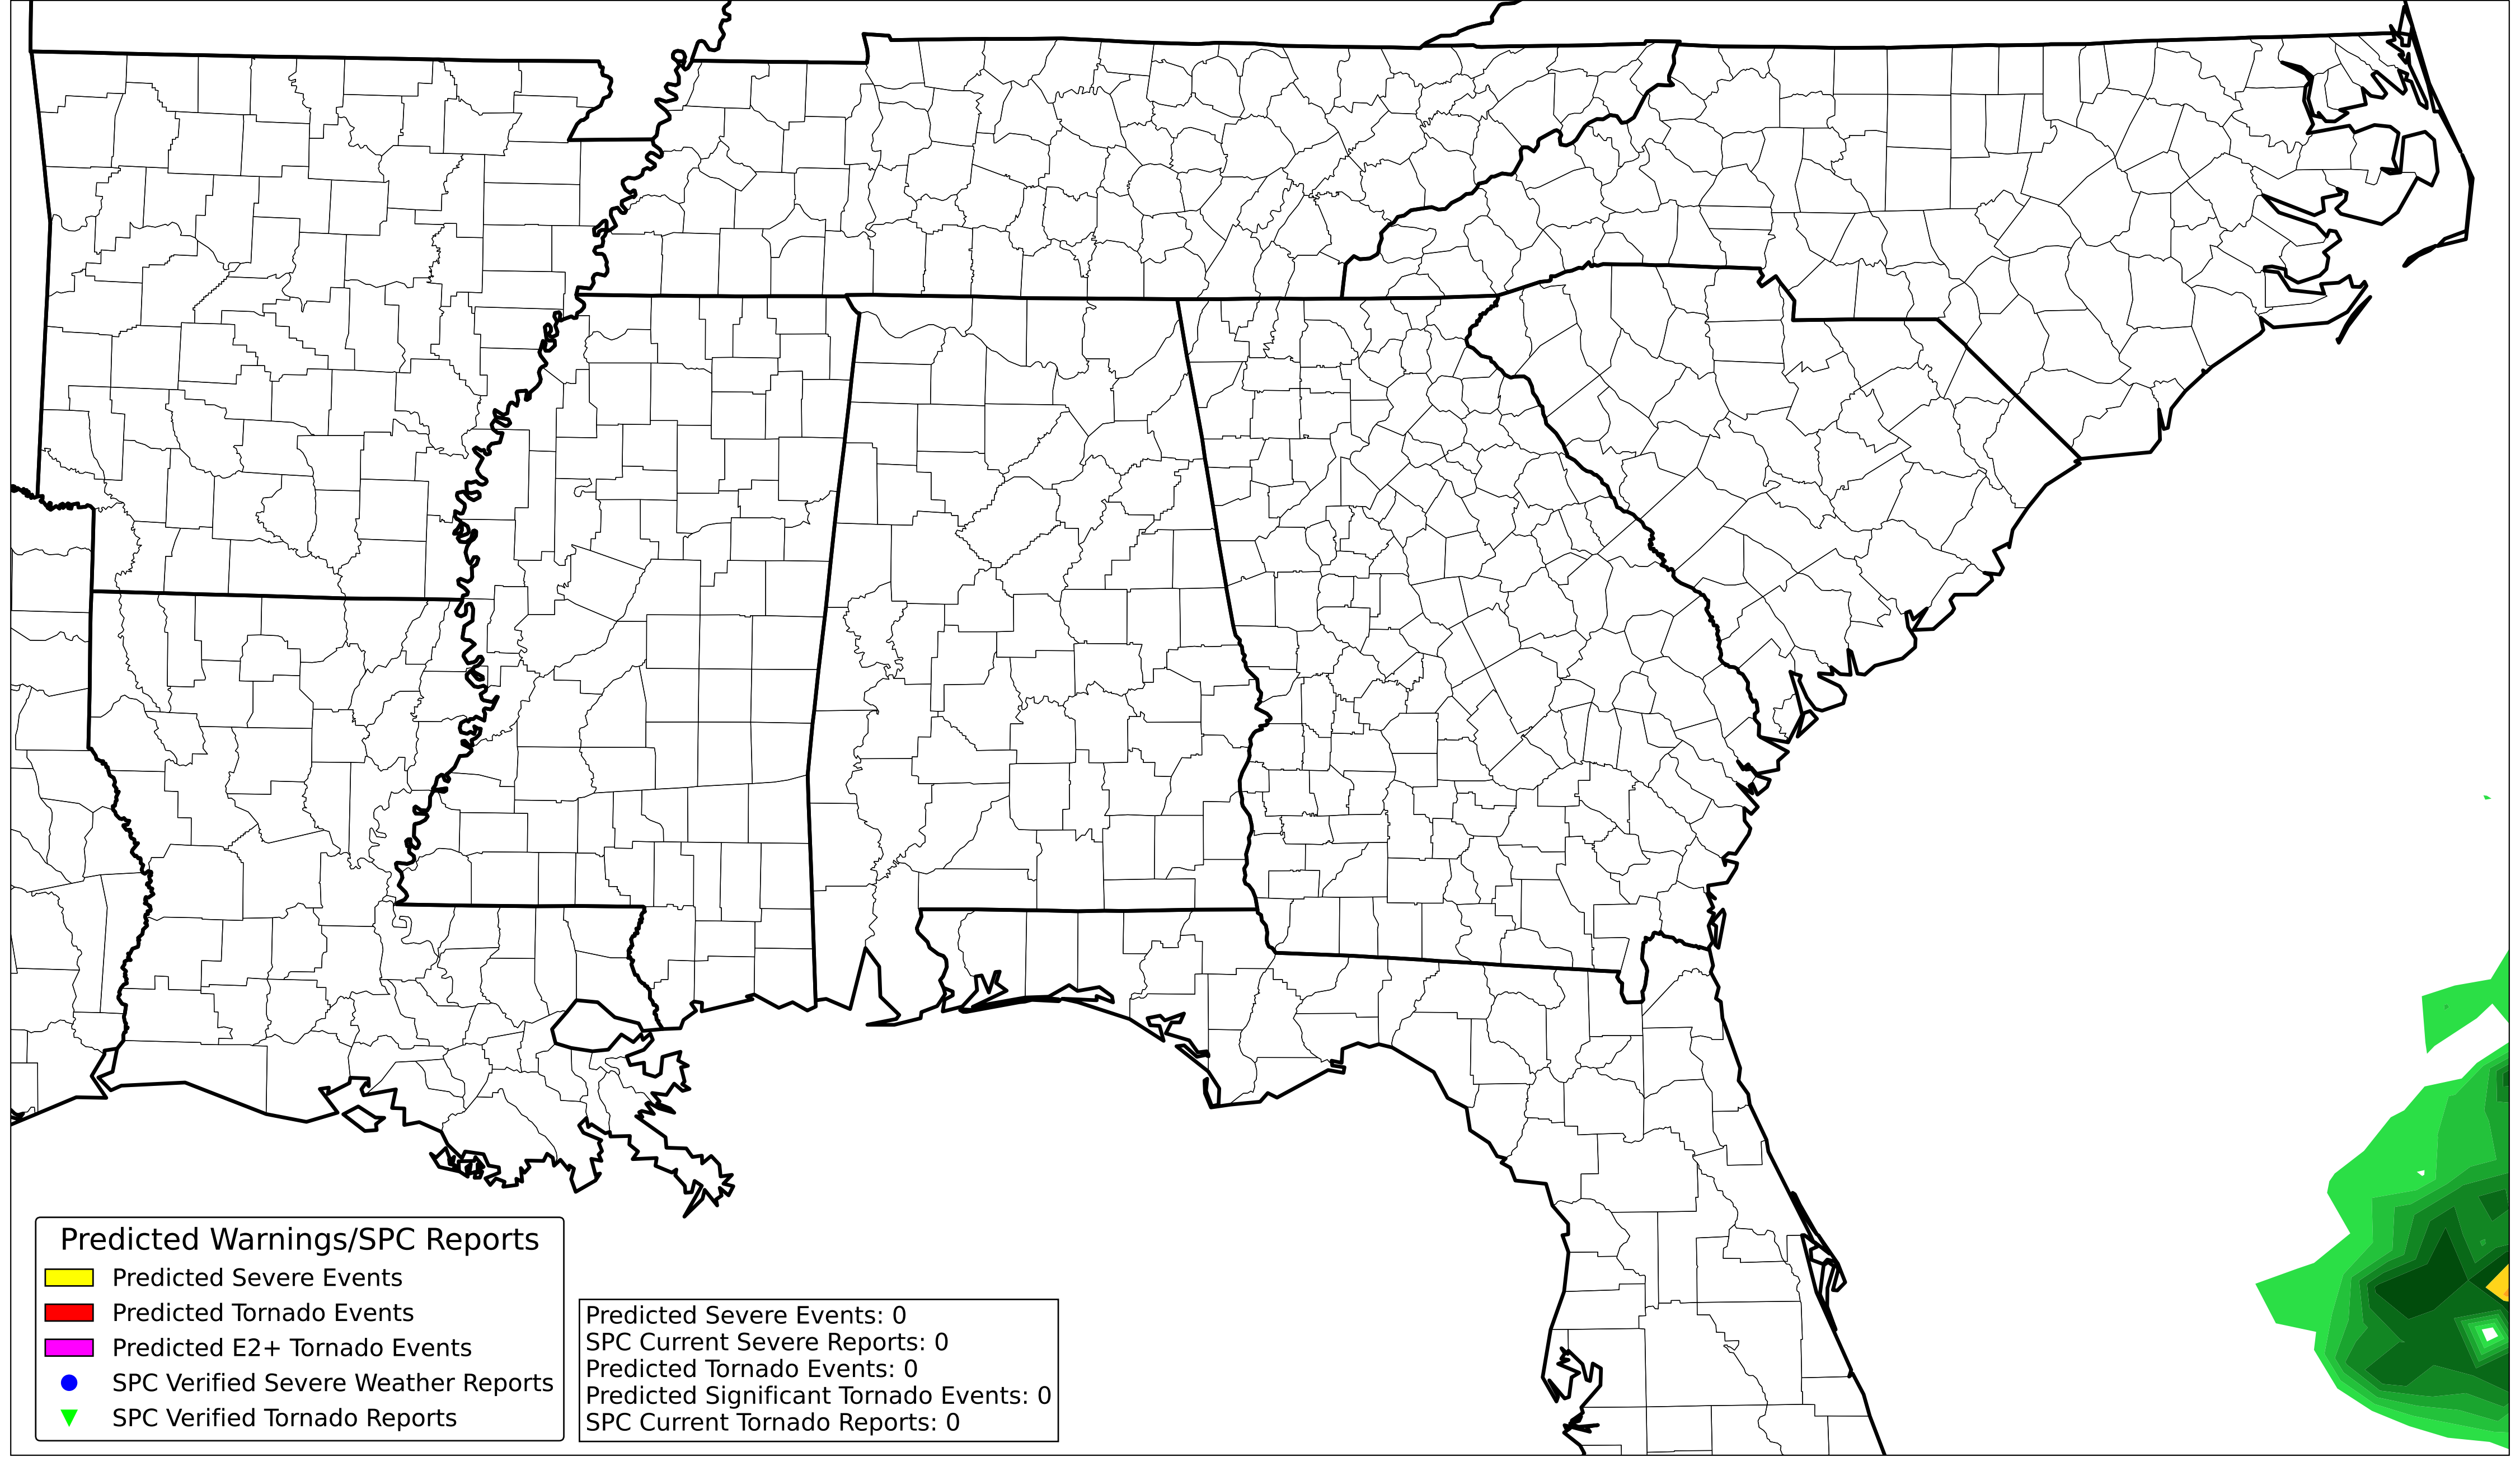 Predicted Warnings/SPC Reports
Predicted Severe Events
Predicted Tornado Events
Predicted E2+ Tornado Events
SPC Verified Severe Weather Reports
SPC Verified Tornado Reports
Predicted Severe Events: 0
SPC Current Severe Reports: 0
Predicted Tornado Events: 0
Predicted Significant Tornado Events: 0
SPC Current Tornado Reports: 0